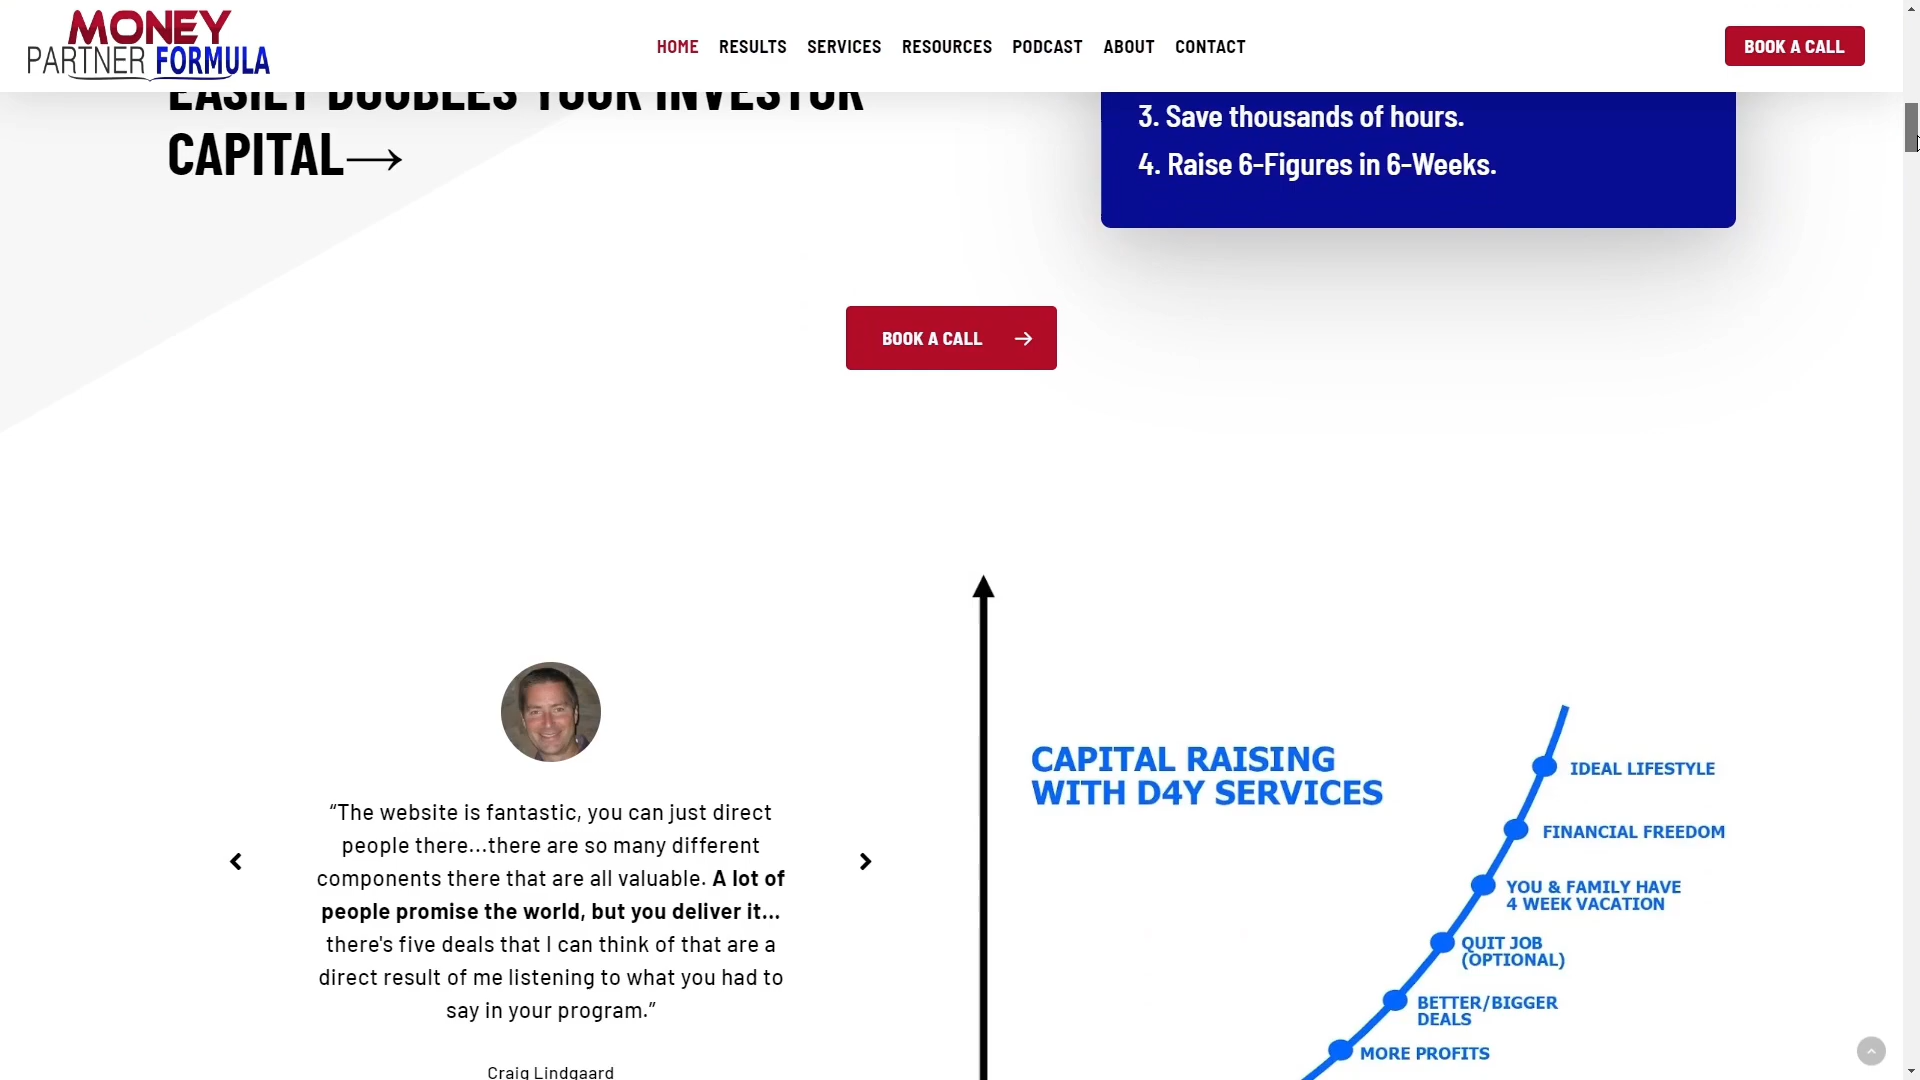 MONEY
PARTNER FORMULA
HOME
RESULTS
SERVICES
RESOURCES
PODCAST
ABOUT
CONTACT
BOOK A CALL
EASILY DOUBLES YOUR INVESTOR
CAPITAL→
3. Save thousands of hours.
4. Raise 6-Figures in 6-Weeks.
BOOK A CALL →
“The website is fantastic, you can just direct
people there...there are so many different
components there that are all valuable. A lot of
people promise the world, but you deliver it...
there's five deals that I can think of that are a
direct result of me listening to what you had to
say in your program.”
Craig Lindgaard
CAPITAL RAISING
WITH D4Y SERVICES
IDEAL LIFESTYLE
FINANCIAL FREEDOM
YOU & FAMILY HAVE
4 WEEK VACATION
QUIT JOB
(OPTIONAL)
BETTER/BIGGER
DEALS
MORE PROFITS